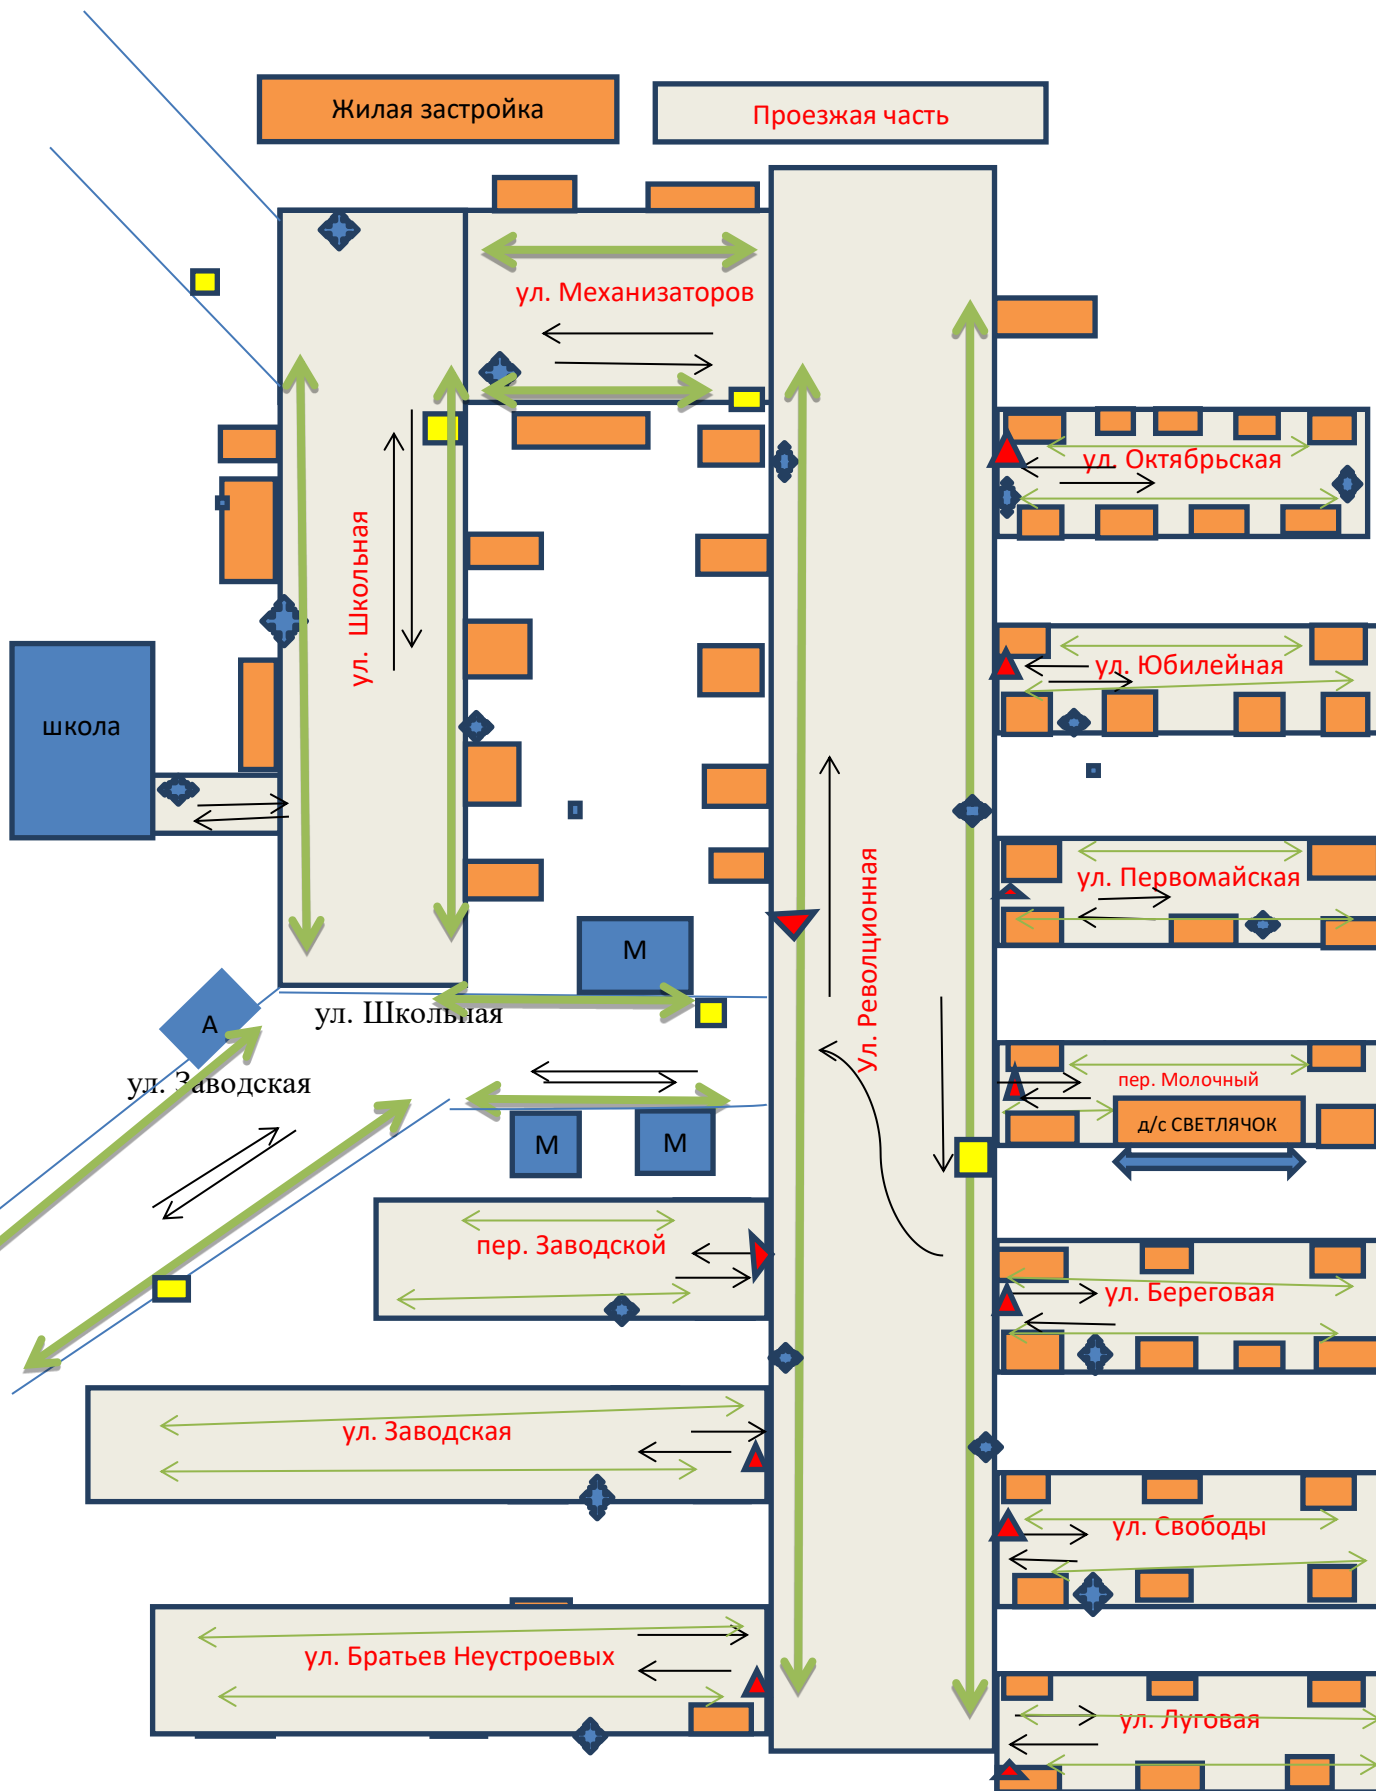 Жилая застройка
Проезжая часть
ул. Механизаторов
ул. Октябрьская
ул. Школьная
ул. Юбилейная
школа
ул. Первомайская
Ул. Революционная
М
А
ул. Школьная
ул. Заводская
пер. Молочный
д/с СВЕТЛЯЧОК
М
М
пер. Заводской
ул. Береговая
ул. Заводская
ул. Свободы
ул. Братьев Неустроевых
ул. Луговая